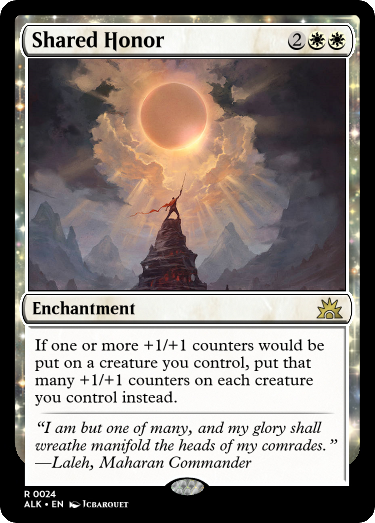 Shared Honor 2
Enchantment
If one or more +1/+1 counters would be
put on a creature you control, put that
many +1/+1 counters on each creature
you control instead.
“I am but one of many, and my glory shall
wreathe manifold the heads of my comrades.”
—Laleh, Maharan Commander
R 0024
ALK • EN JCBAROUET